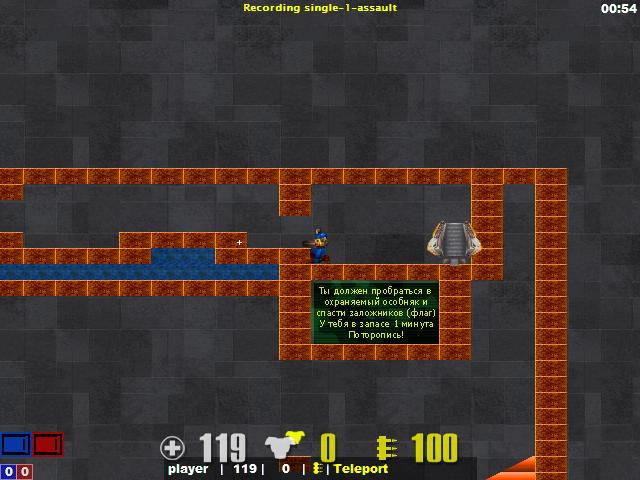 Recording single-1-assault
00:54
Ты должен пробраться в
охраняемый особняк и
спасти заложников (флаг)
У тебя в запасе 1 минута
Поторопись!
119 0 100
player | 119 | 0 | | Teleport
0 0